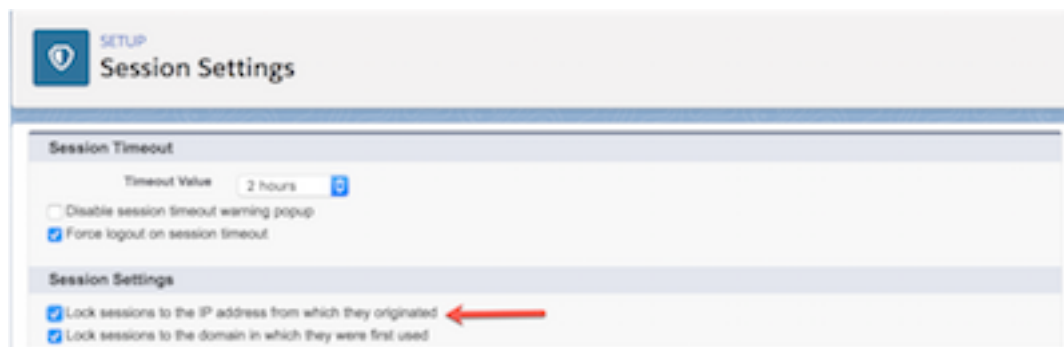 SETUP
Session Settings
Session Timeout
Timeout Value 2 hours
Disable session timeout warning popup
Force logout on session timeout
Session Settings
Lock sessions to the IP address from which they originated
Lock sessions to the domain in which they were first used